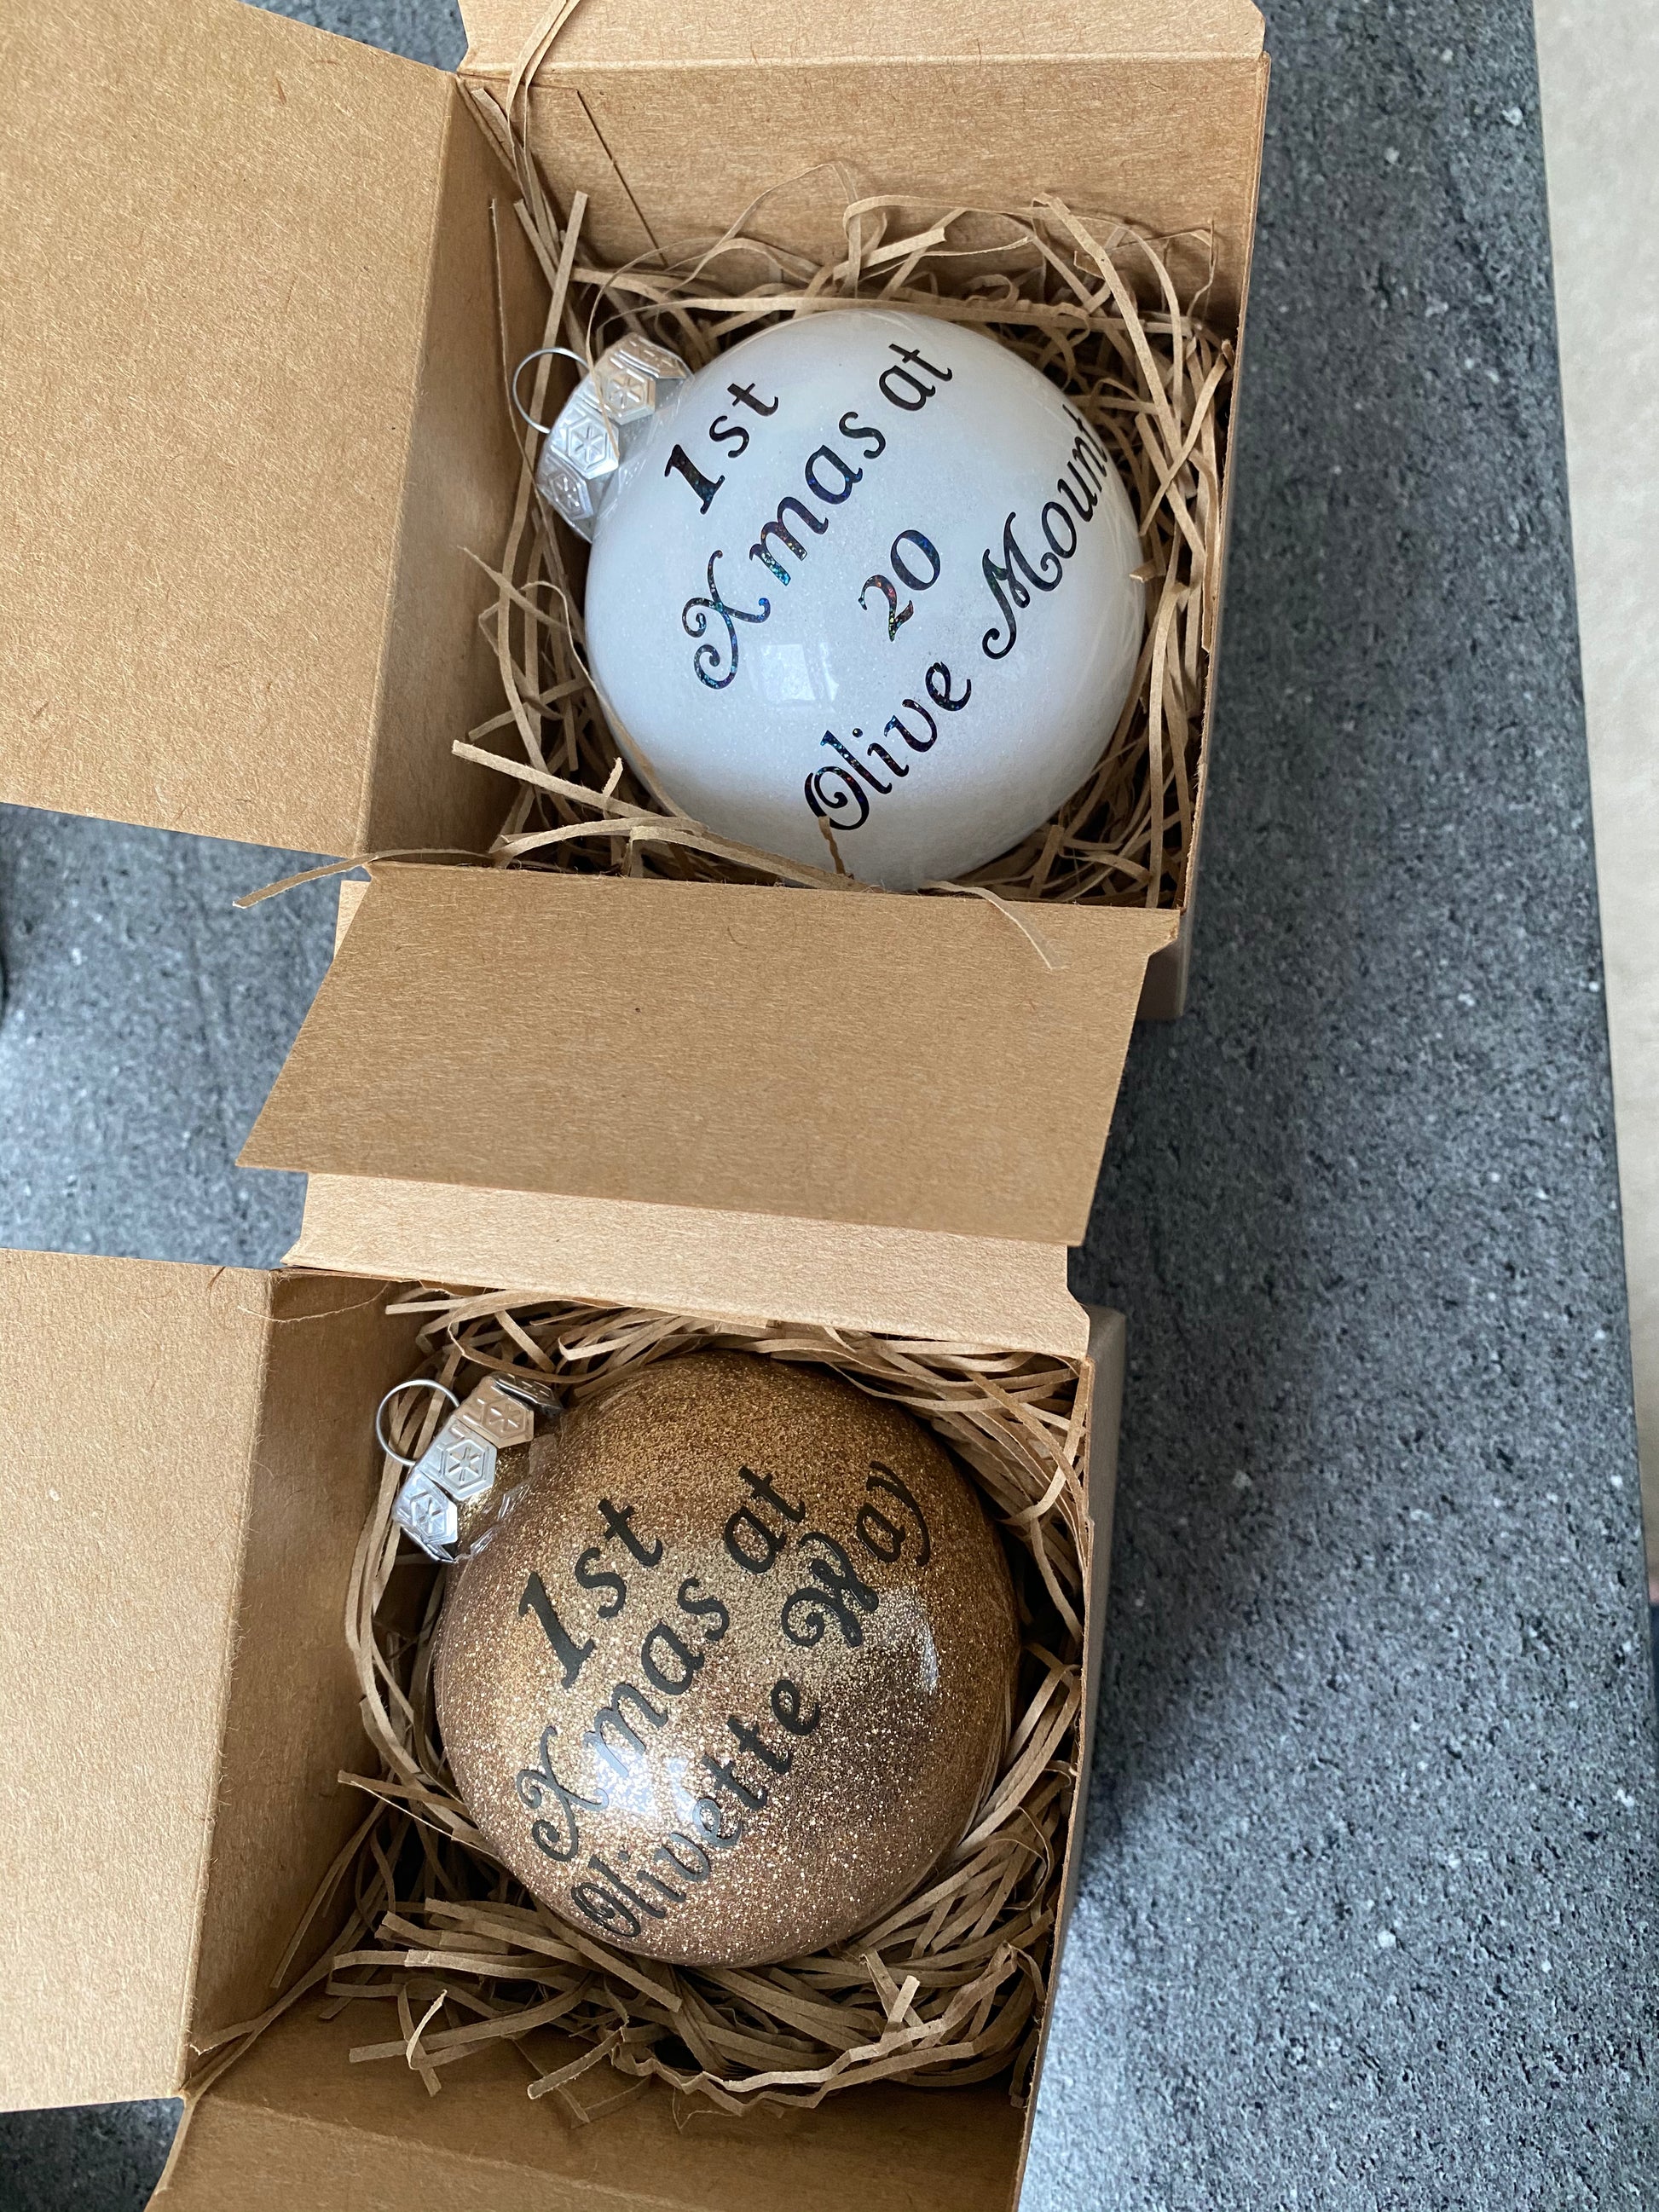 1st
Xmas at
20
Olive Mount
1st
Xmas at
Olivette Way